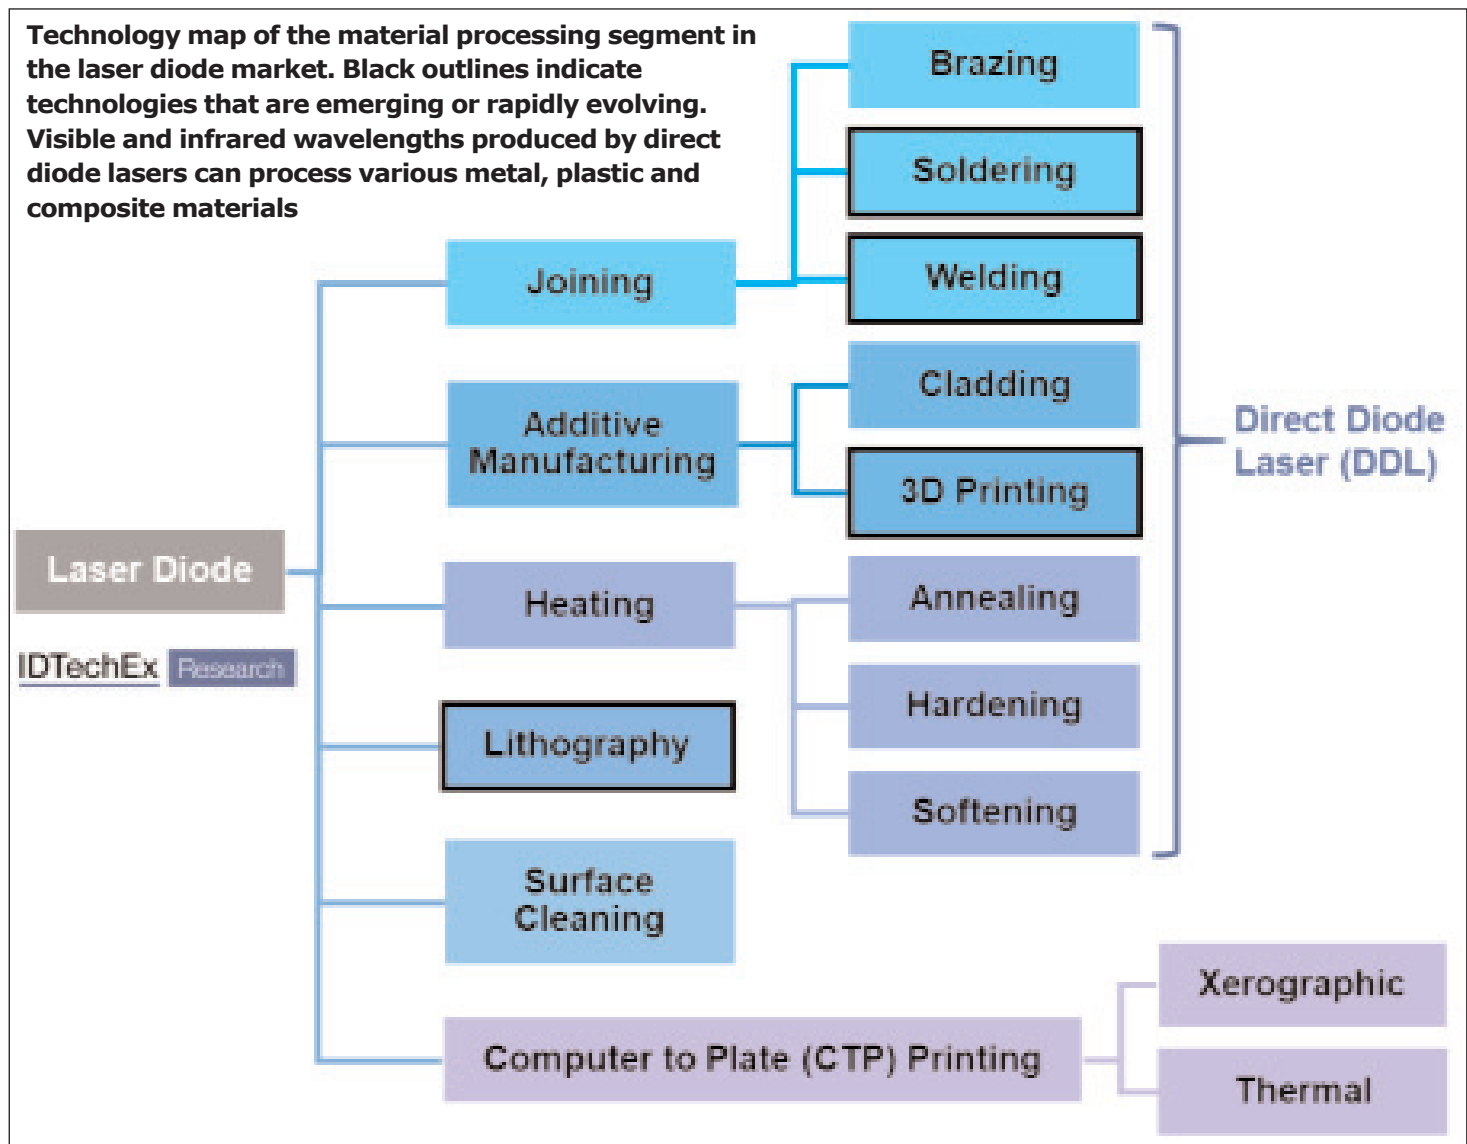 Technology map of the material processing segment in
the laser diode market. Black outlines indicate
technologies that are emerging or rapidly evolving.
Visible and infrared wavelengths produced by direct
diode lasers can process various metal, plastic and
composite materials
Brazing
Soldering
Joining
Welding
Additive
Manufacturing
Cladding
3D Printing
Direct Diode
Laser (DDL)
Laser Diode
IDTechEx Research
Heating
Annealing
Hardening
Softening
Lithography
Surface
Cleaning
Computer to Plate (CTP) Printing
Xerographic
Thermal